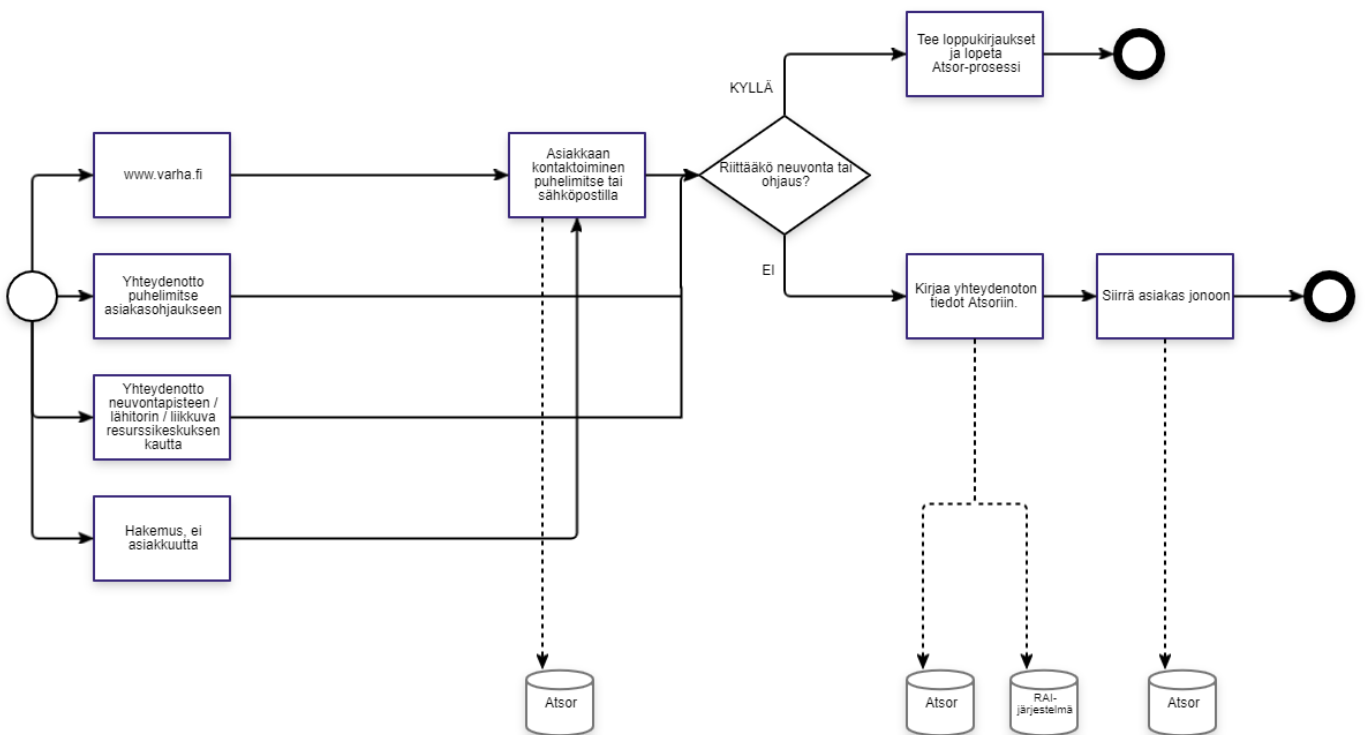 Tee loppukirjaukset
ja lopeta
Atsor-prosessi
KYLLÄ
www.varha.fi
Asiakkaan
kontaktoiminen
puhelimitse tai
sähköpostilla
Riittääkö neuvonta tai
ohjaus?
Yhteydenotto
puhelimitse
asiakasohjaukseen
EI
Kirjaa yhteydenoton
tiedot Atsoriin.
Siirrä asiakas jonoon
Yhteydenotto
neuvontapisteen /
lähitorin / liikkuva
resurssikeskuksen
kautta
Hakemus, ei
asiakkuutta
Atsor
Atsor
RAI-
järjestelmä
Atsor